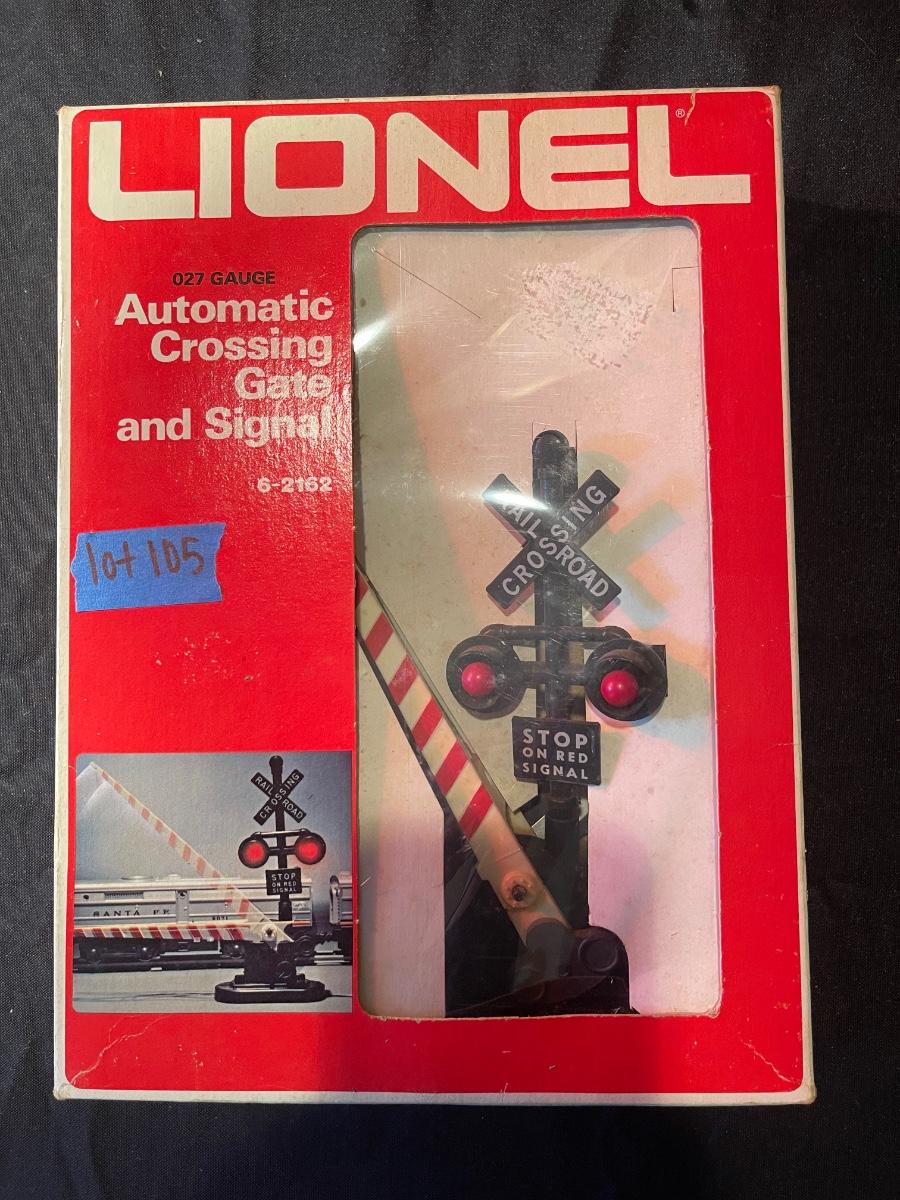 LIONEL®
027 GAUGE
Automatic
Crossing
Gate
and Signal
6-2162
lot 105
RAILROAD
CROSSING
STOP
ON RED
SIGNAL
RAILROAD
CROSSING
STOP
ON RED
SIGNAL
SANTA FE